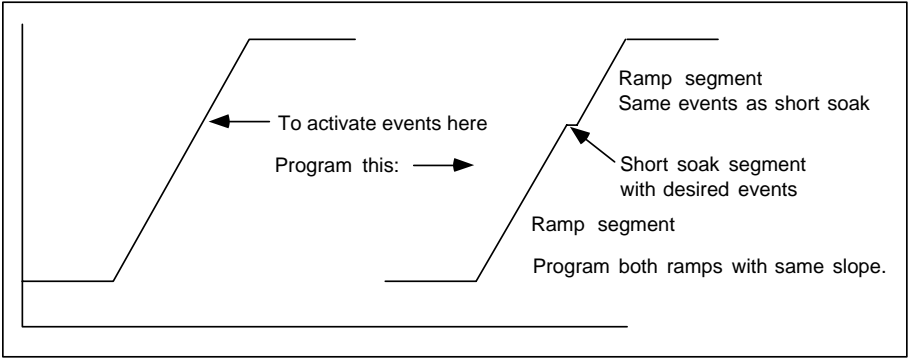 To activate events here
Program this:
Ramp segment
Same events as short soak
Short soak segment
with desired events
Ramp segment
Program both ramps with same slope.